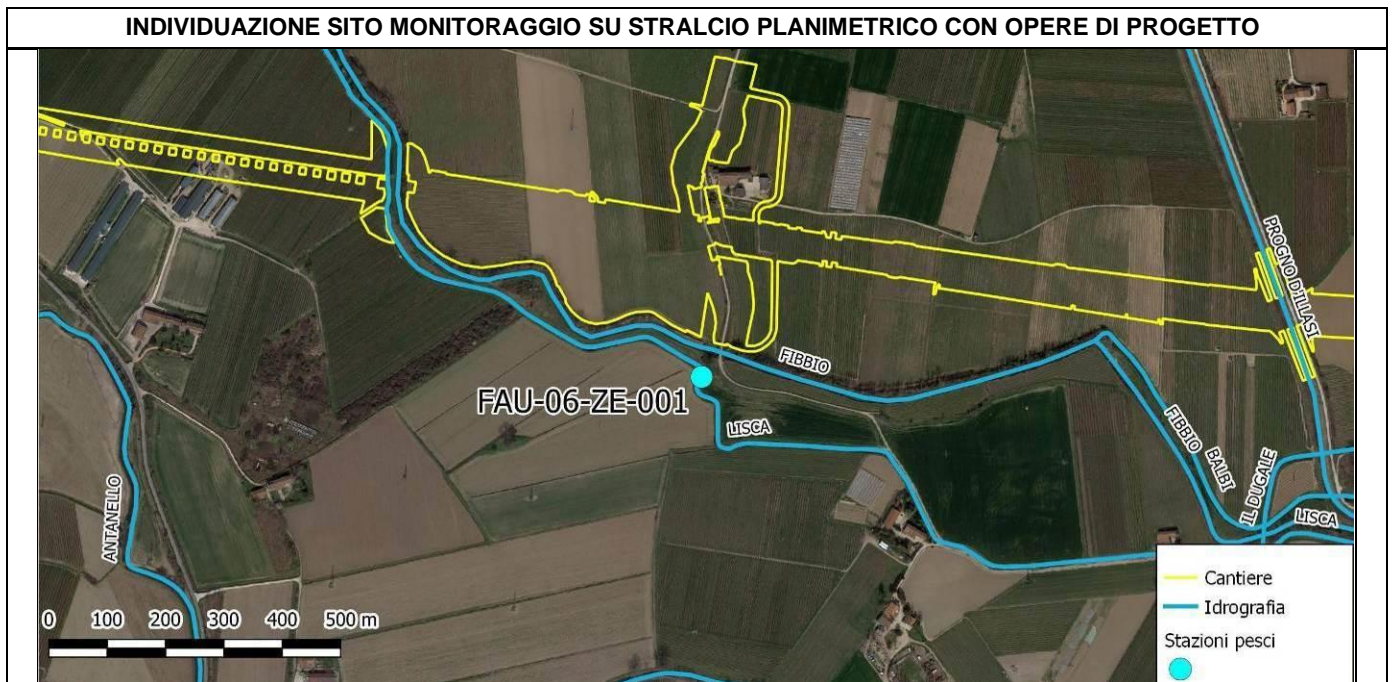 INDIVIDUAZIONE SITO MONITORAGGIO SU STRALCIO PLANIMETRICO CON OPERE DI PROGETTO
PROGNO D'ILLASI
FIBBIO
FAU-06-ZE-001
LISCA
FIBBIO
BALBI
IL DUGALE
LISCA
ANTANELLO
0 100 200 300 400 500 m
Cantiere
Idrografia
Stazioni pesci